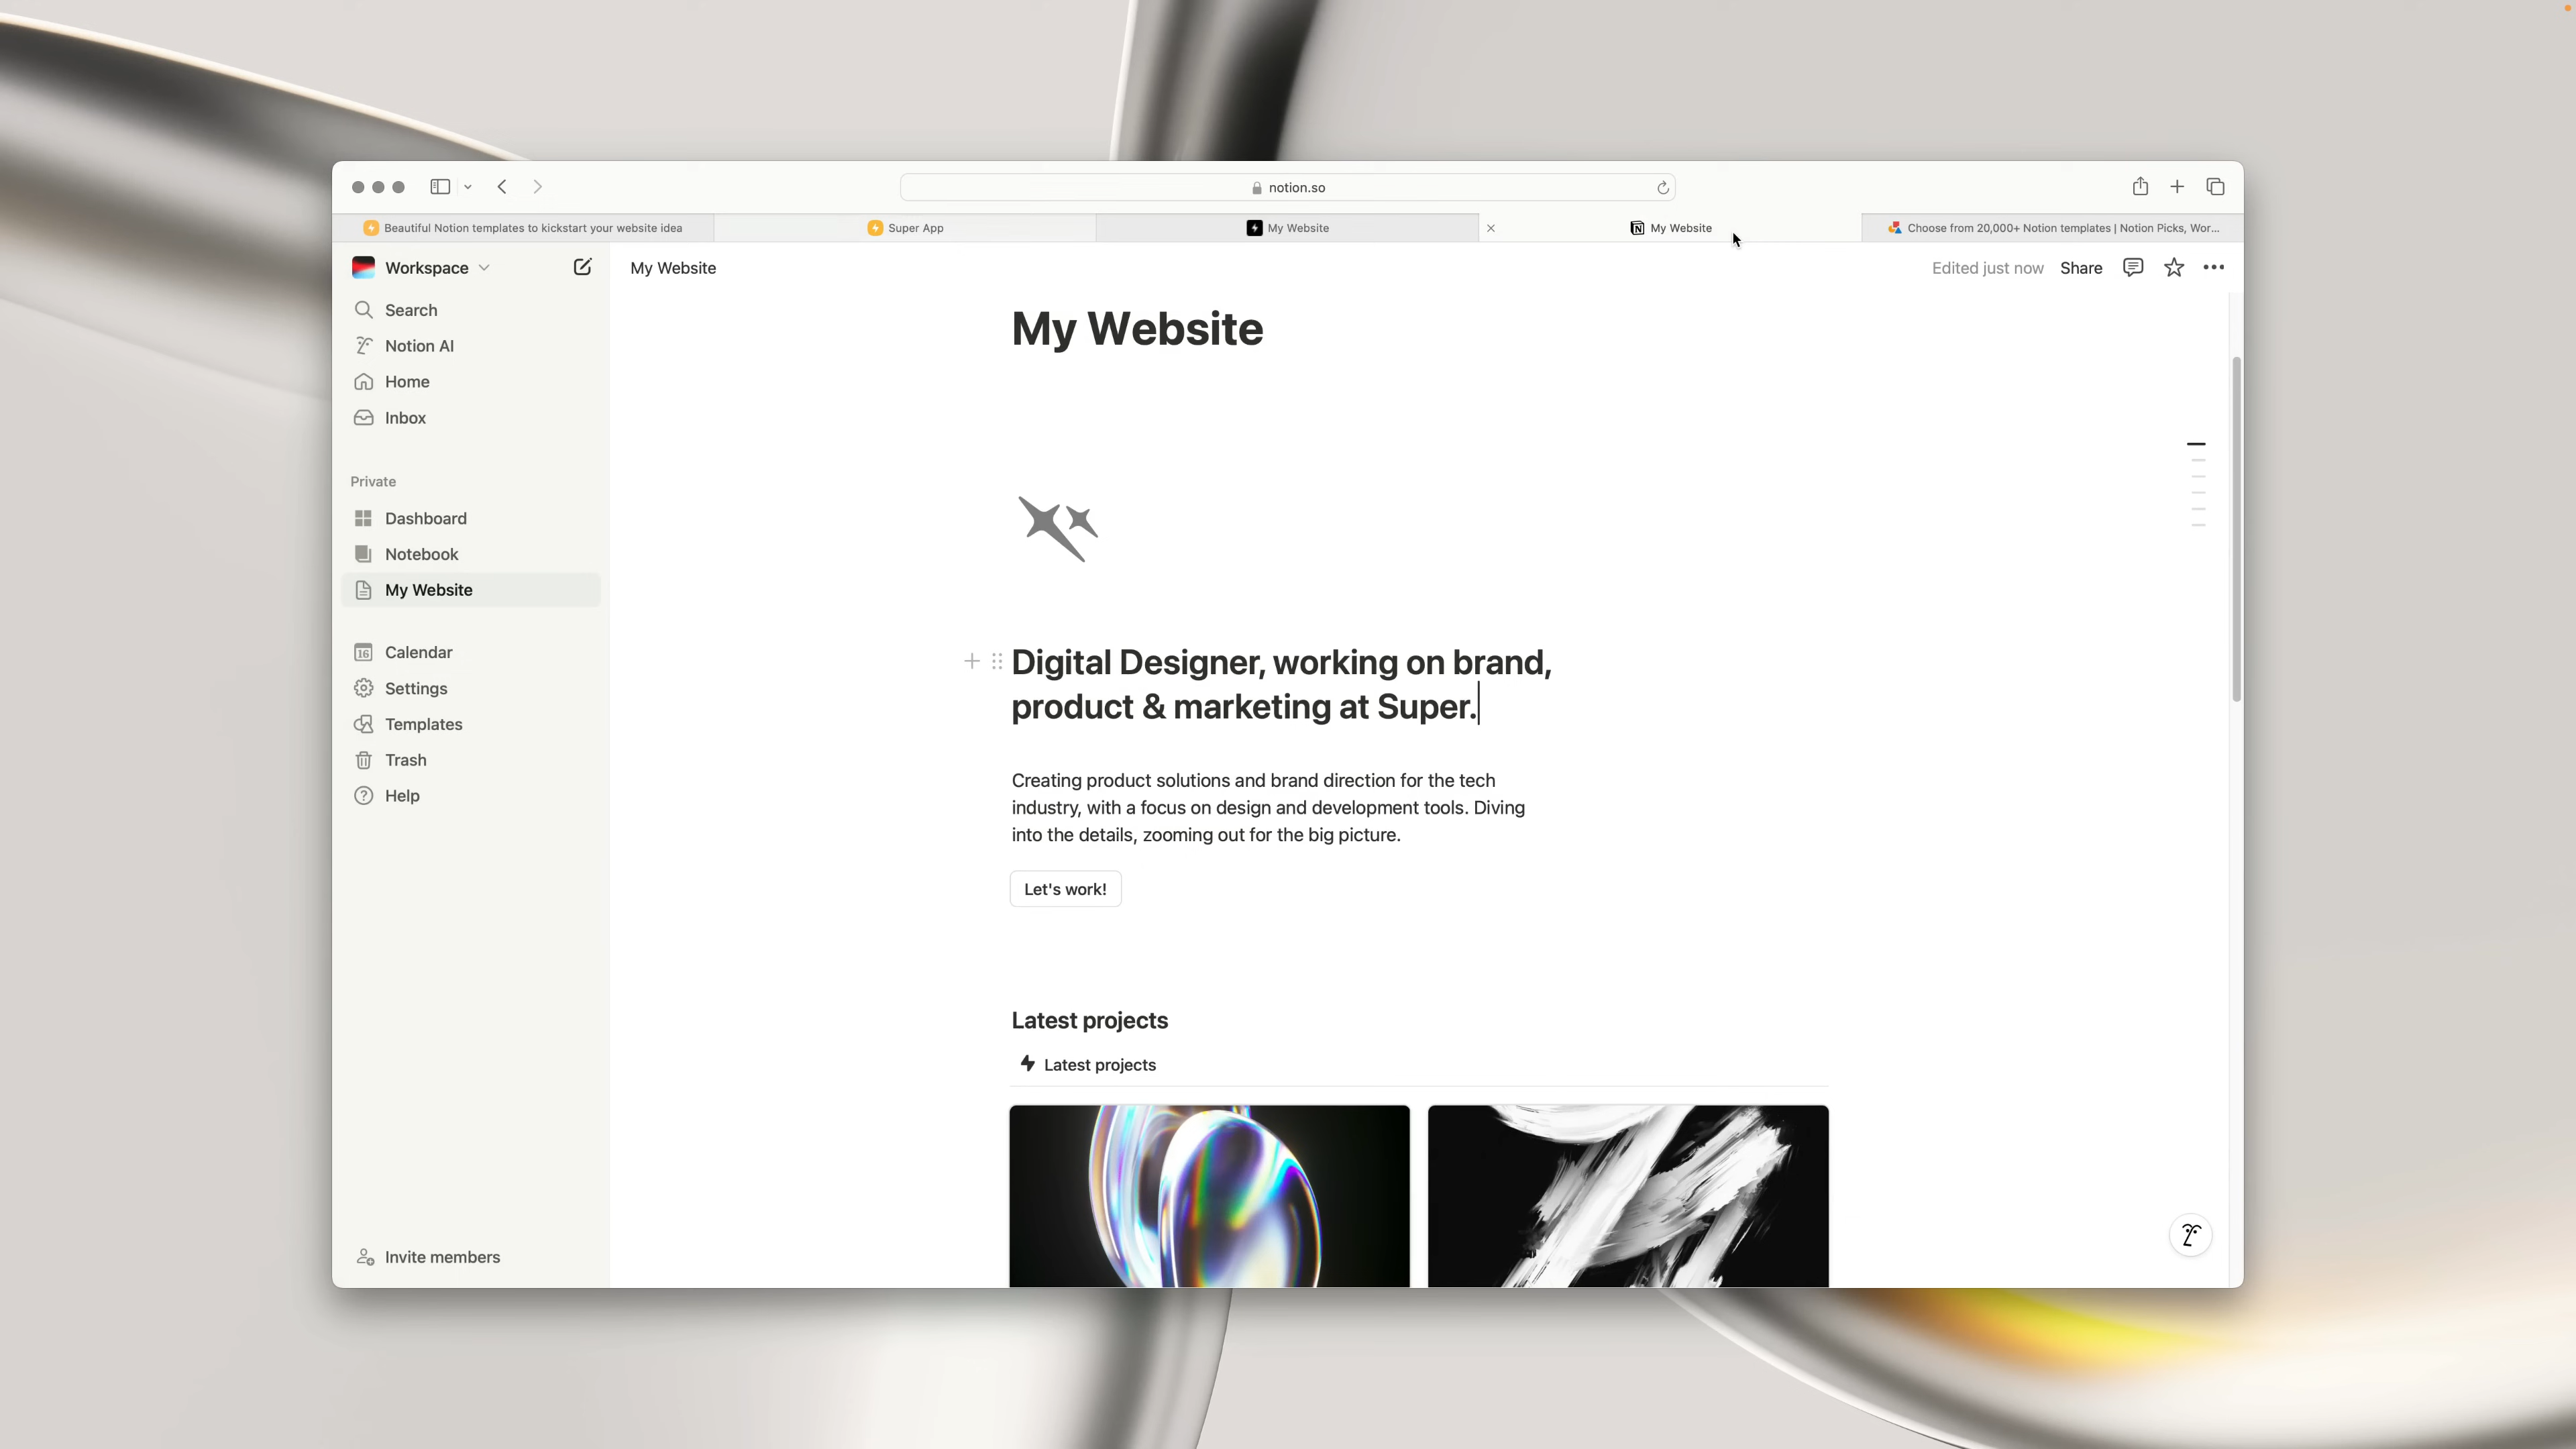 notion.so
Beautiful Notion templates to kickstart your website idea
Super App
My Website
My Website
Choose from 20,000+ Notion templates | Notion Picks, Wor...
Workspace
My Website
Edited just now
Share
Search
Notion AI
Home
Inbox
Private
Dashboard
Notebook
My Website
16
Calendar
Settings
Templates
Trash
Help
Invite members
My Website
Digital Designer, working on brand,
product & marketing at Super.
Creating product solutions and brand direction for the tech
industry, with a focus on design and development tools. Diving
into the details, zooming out for the big picture.
Let's work!
Latest projects
Latest projects